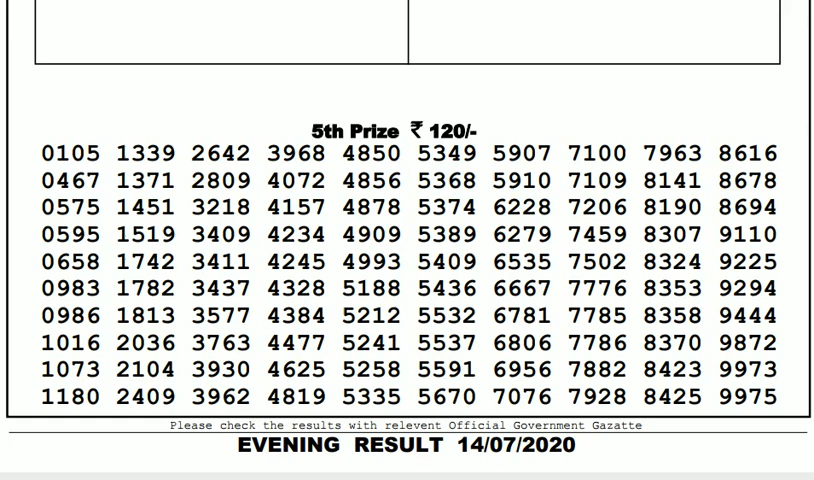 5th Prize ₹ 120/-
0105 1339 2642 3968 4850 5349 5907 7100 7963 8616
0467 1371 2809 4072 4856 5368 5910 7109 8141 8678
0575 1451 3218 4157 4878 5374 6228 7206 8190 8694
0595 1519 3409 4234 4909 5389 6279 7459 8307 9110
0658 1742 3411 4245 4993 5409 6535 7502 8324 9225
0983 1782 3437 4328 5188 5436 6667 7776 8353 9294
0986 1813 3577 4384 5212 5532 6781 7785 8358 9444
1016 2036 3763 4477 5241 5537 6806 7786 8370 9872
1073 2104 3930 4625 5258 5591 6956 7882 8423 9973
1180 2409 3962 4819 5335 5670 7076 7928 8425 9975
Please check the results with relevent Official Government Gazatte
EVENING RESULT 14/07/2020